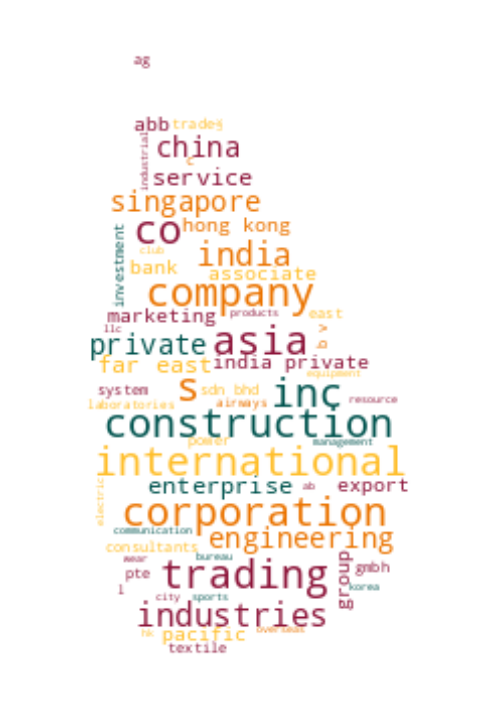 ag
abb trade j
industrial
china
c
service
singapore
co hong kong
investment
club india
bank associate
company
marketing products east
llc
private asia b v
far east india private
equipment
system s sdn bhd inc resource
laboratories airways
construction
power management
international
electric
enterprise ab export
corporation
communication engineering
consultants
wear bureau
pte trading group gmbh
l korea
city sports
industries
hk pacific overseas
textile